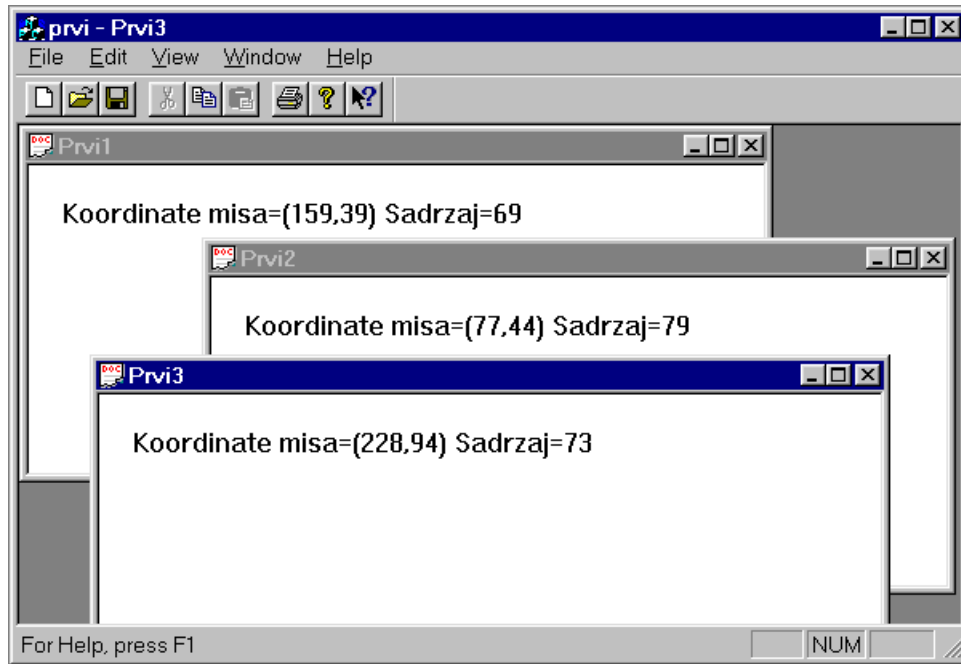 prvi - Prvi3
File Edit View Window Help
Prvi1
Koordinate misa=(159,39) Sadrzaj=69
Prvi2
Koordinate misa=(77,44) Sadrzaj=79
Prvi3
Koordinate misa=(228,94) Sadrzaj=73
For Help, press F1 NUM